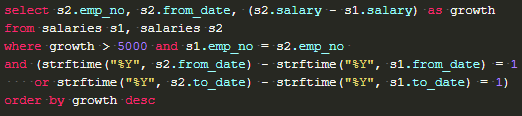 select s2.emp_no, s2.from_date, (s2.salary - s1.salary) as growth
from salaries s1, salaries s2
where growth > 5000 and s1.emp_no = s2.emp_no
and (strftime("%Y", s2.from_date) - strftime("%Y", s1.from_date) = 1
or strftime("%Y", s2.to_date) - strftime("%Y", s1.to_date) = 1)
order by growth desc